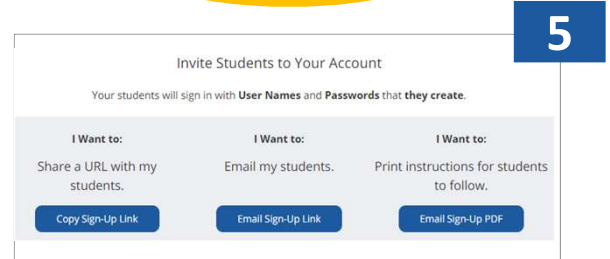 5
Invite Students to Your Account
Your students will sign in with User Names and Passwords that they create.
I Want to:
Share a URL with my
students.
Copy Sign-Up Link
I Want to:
Email my students.
Email Sign-Up Link
I Want to:
Print instructions for students
to follow.
Email Sign-Up PDF